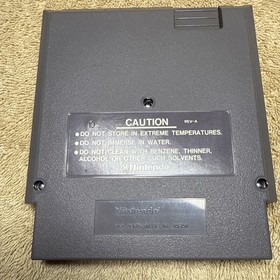 CAUTION
REV-A
• DO NOT STORE IN EXTREME TEMPERATURES.
• DO NOT IMMERSE IN WATER.
• DO NOT CLEAN WITH BENZENE, THINNER,
ALCOHOL OR OTHER SUCH SOLVENTS.
Nintendo
Nintendo